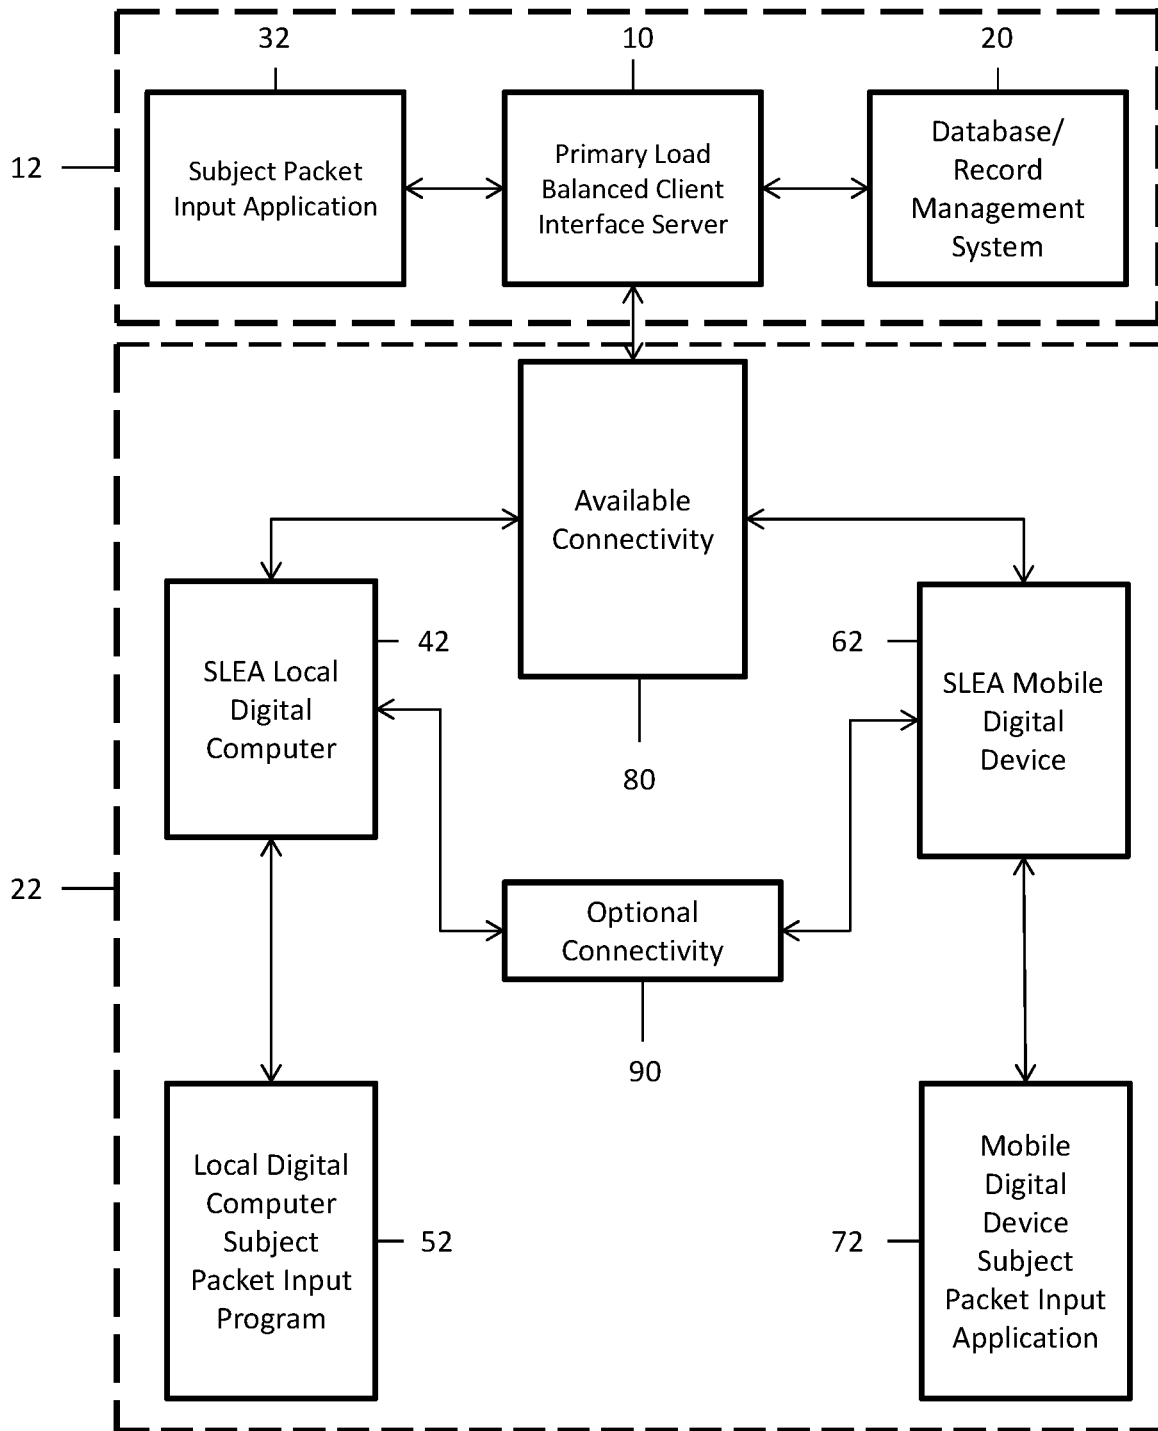 32
10
20
12
Subject Packet
Input Application
Primary Load
Balanced Client
Interface Server
Database/
Record
Management
System
Available
Connectivity
42
62
SLEA Local
Digital
Computer
SLEA Mobile
Digital
Device
80
22
Optional
Connectivity
90
Local Digital
Computer
Subject
Packet Input
Program
52
72
Mobile
Digital
Device
Subject
Packet Input
Application